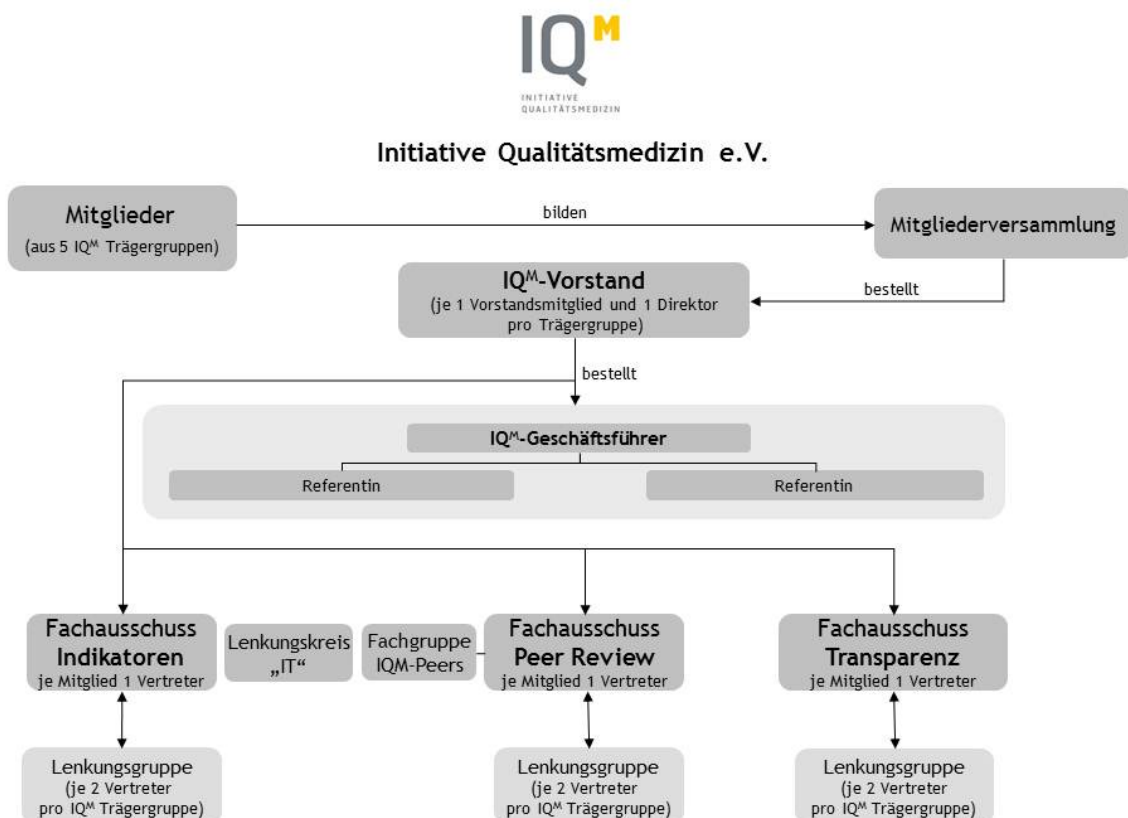 IQM
INITIATIVE
QUALITÄTSMEDIZIN
Initiative Qualitätsmedizin e.V.
Mitglieder
(aus 5 IQᴹ Trägergruppen)
bilden
Mitgliederversammlung
IQᴹ-Vorstand
(je 1 Vorstandsmitglied und 1 Direktor
pro Trägergruppe)
bestellt
bestellt
IQᴹ-Geschäftsführer
Referentin
Referentin
Fachausschuss
Indikatoren
je Mitglied 1 Vertreter
Lenkungskreis
„IT“
Fachgruppe
IQM-Peers
Fachausschuss
Peer Review
je Mitglied 1 Vertreter
Fachausschuss
Transparenz
je Mitglied 1 Vertreter
Lenkungsgruppe
(je 2 Vertreter
pro IQᴹ Trägergruppe)
Lenkungsgruppe
(je 2 Vertreter
pro IQᴹ Trägergruppe)
Lenkungsgruppe
(je 2 Vertreter
pro IQᴹ Trägergruppe)